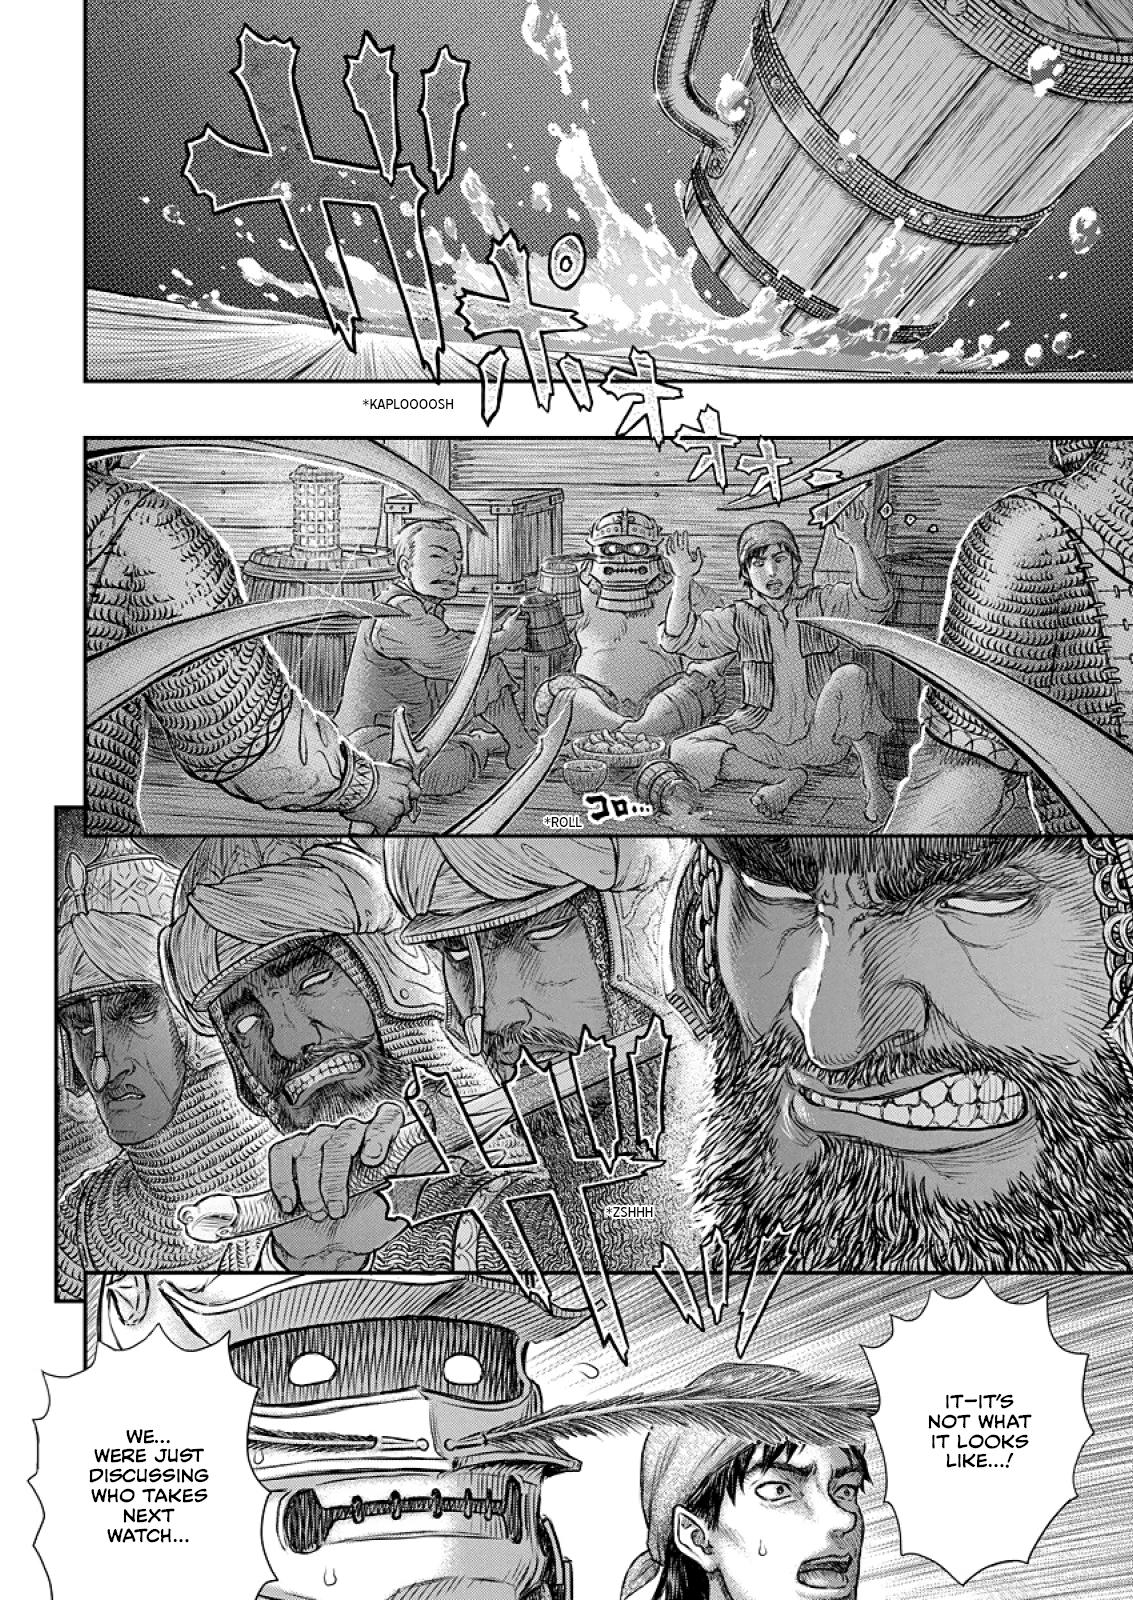 ガポオオオ…
*KAPLOOOOSH
コロ…
*ROLL
ザッ
*ZSHHH
IT–IT'S
NOT WHAT
IT LOOKS
LIKE...!
WE...
WERE JUST
DISCUSSING
WHO TAKES
NEXT
WATCH...